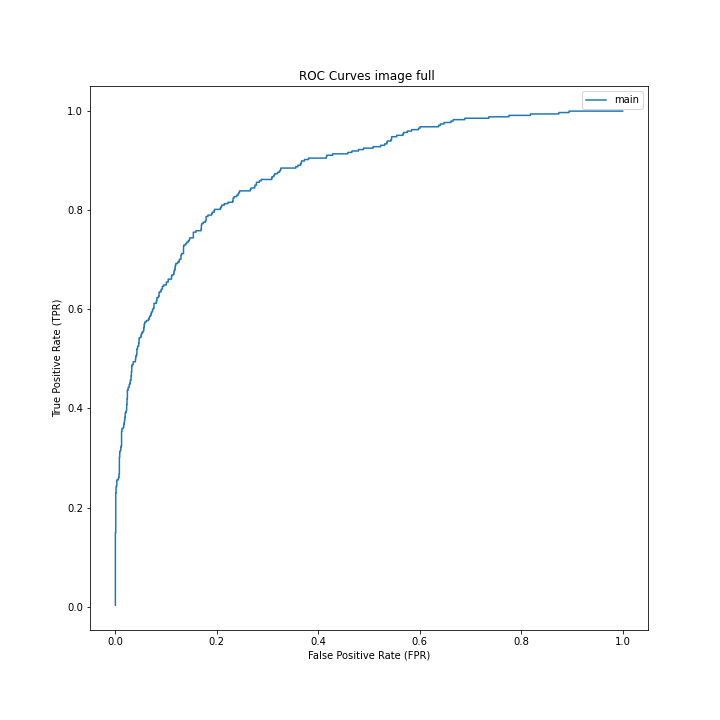 ROC Curves image full
main
1.0
0.8
0.6
0.4
0.2
0.0
True Positive Rate (TPR)
0.0 0.2 0.4 0.6 0.8 1.0
False Positive Rate (FPR)